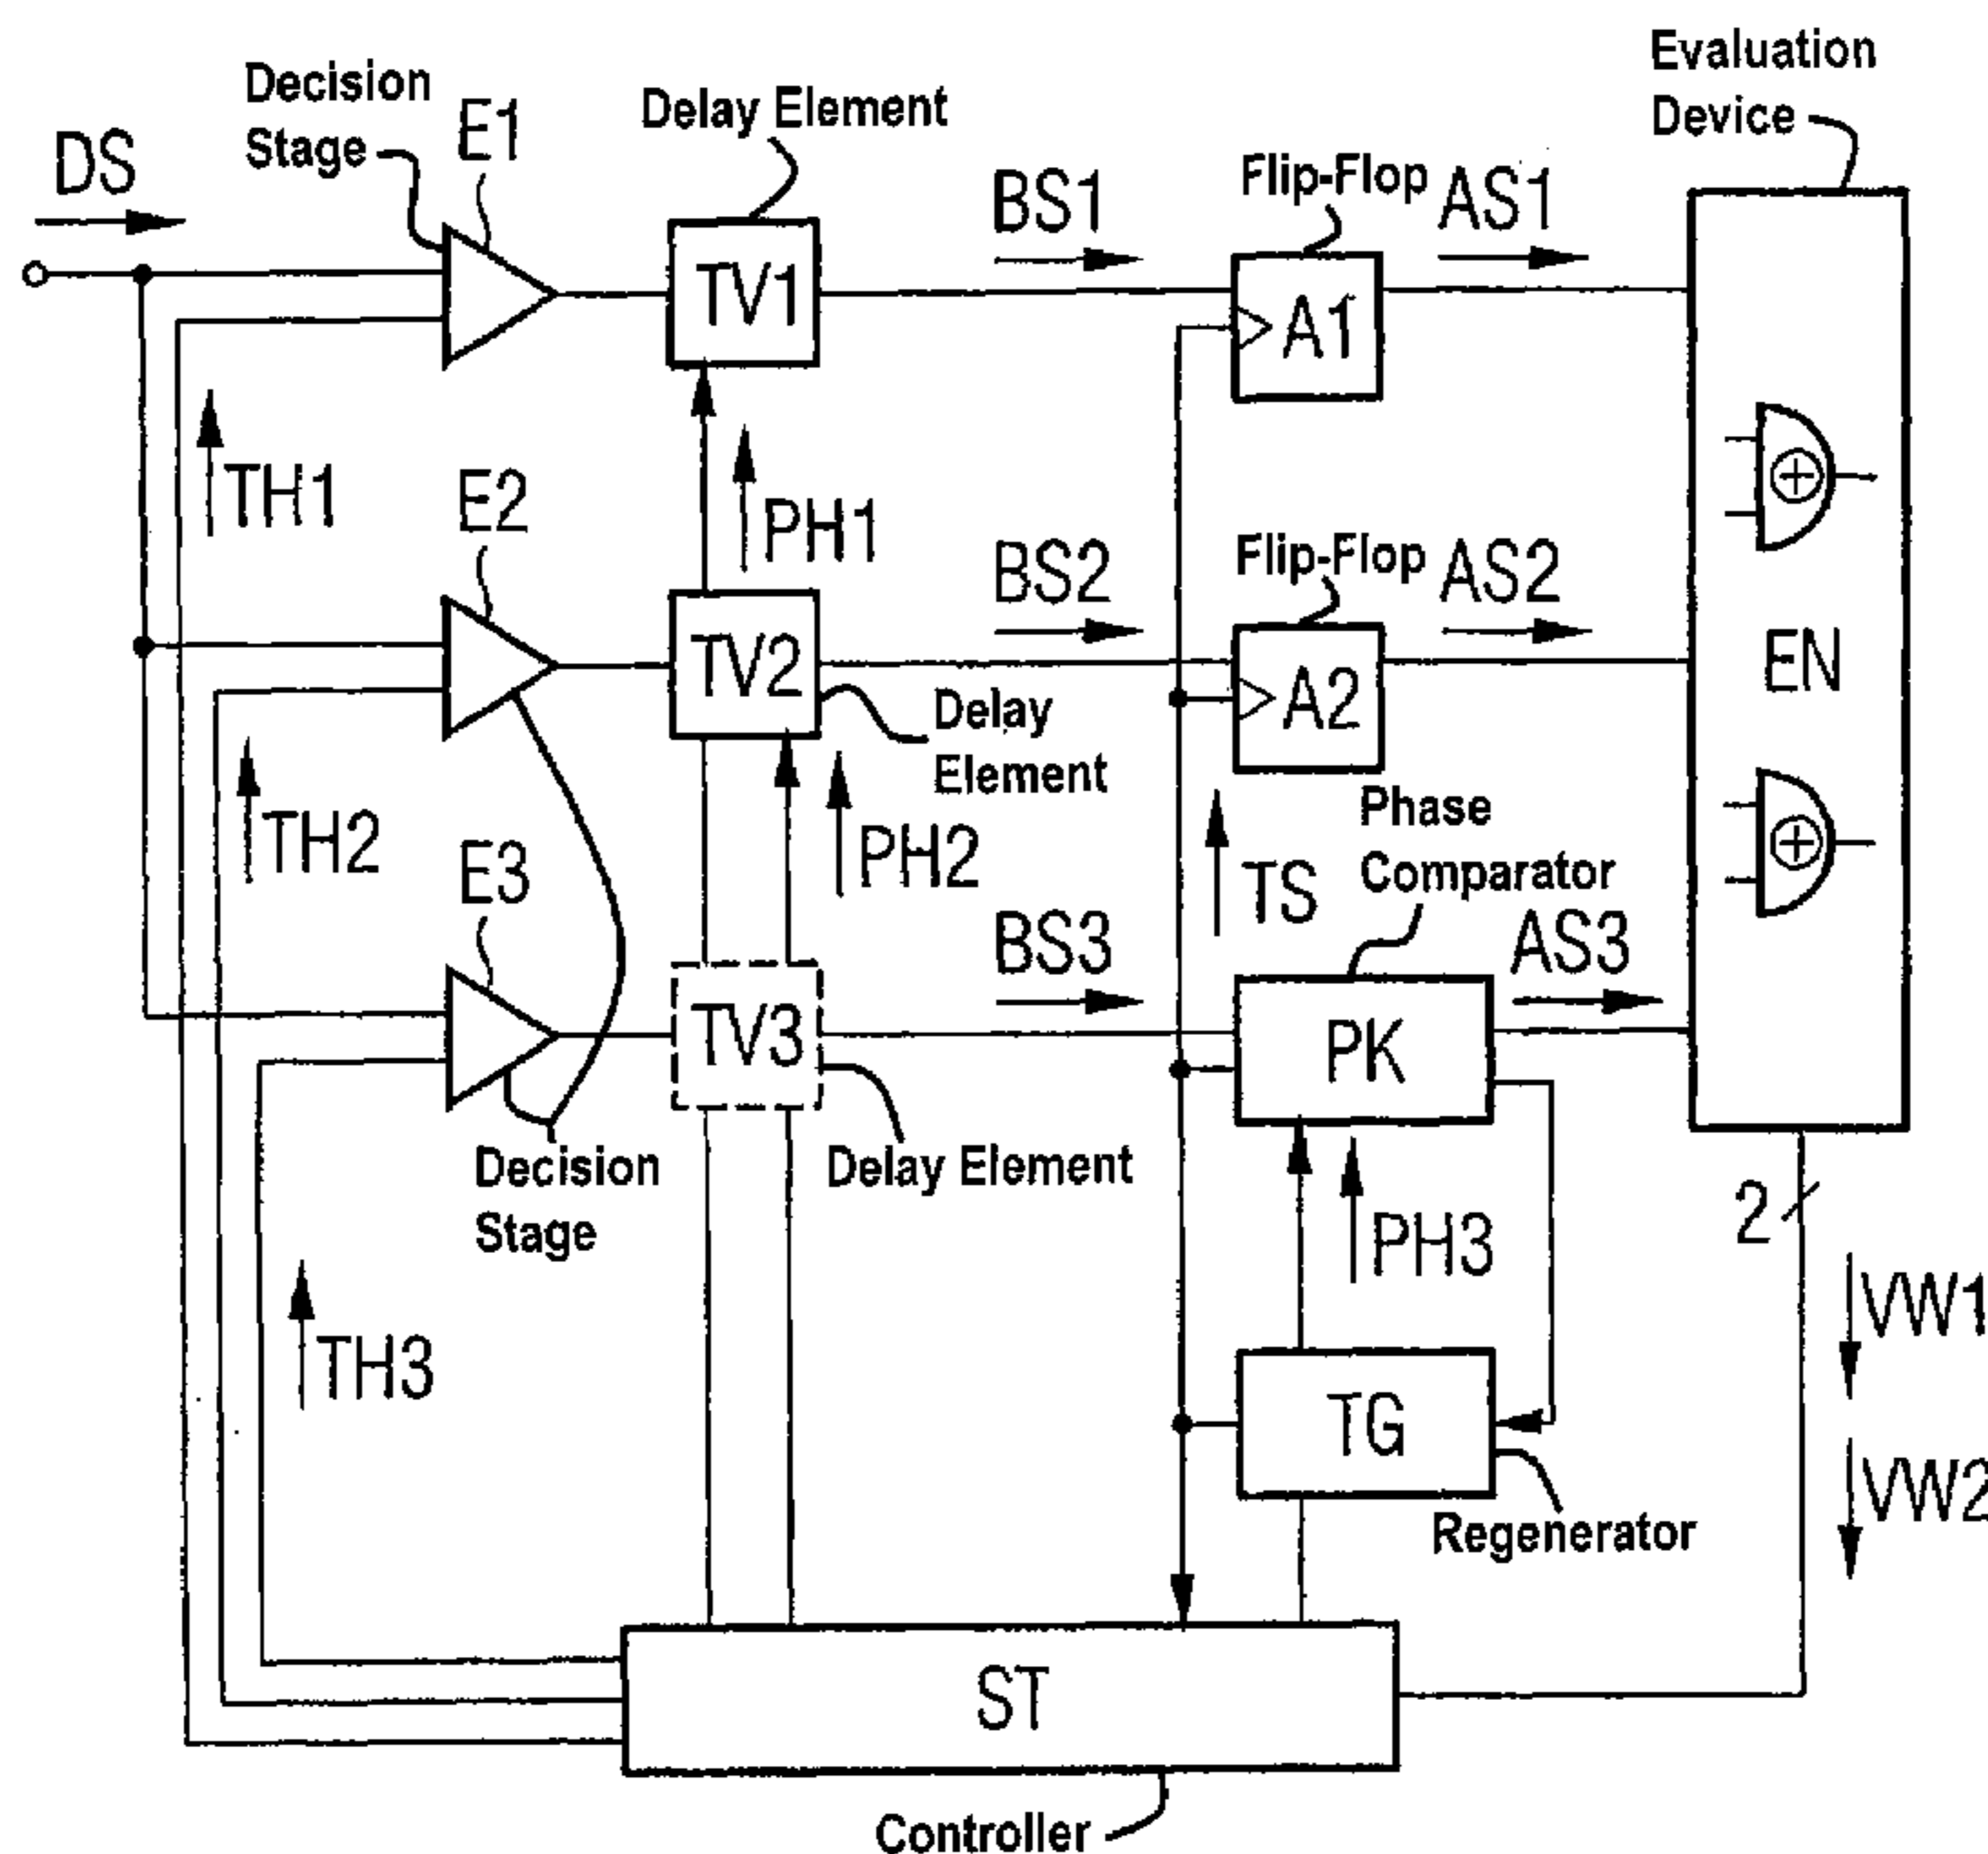 Evaluation
Device
Decision
Stage
E1
Delay Element
DS
Flip-Flop
BS1
AS1
TV1
A1
TH1
E2
PH1
Flip-Flop
BS2
AS2
TV2
A2
EN
Delay
Element
TH2
E3
PH2
TS
Phase
Comparator
BS3
AS3
TV3
PK
Decision
Stage
Delay Element
2
PH3
VW1
TH3
TG
VW2
Regenerator
ST
Controller